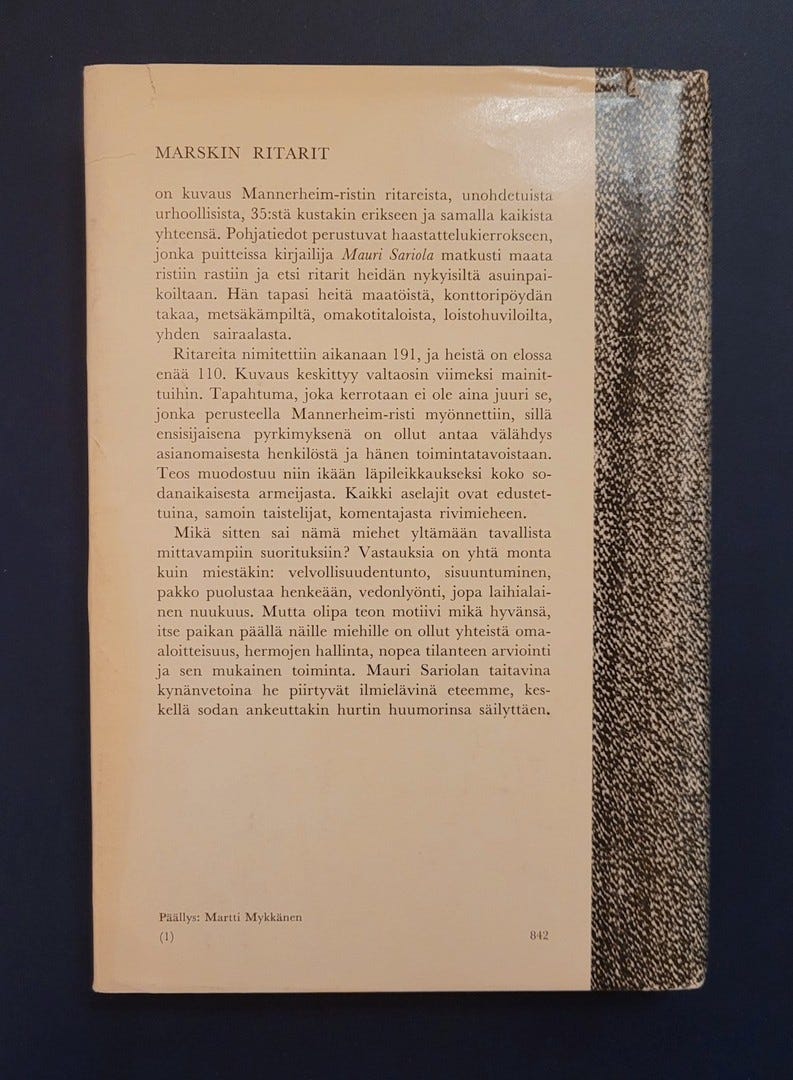 MARSKIN RITARIT
on kuvaus Mannerheim-ristin ritareista, unohdetuista
urhoollisista, 35:stä kustakin erikseen ja samalla kaikista
yhteensä. Pohjatiedot perustuvat haastattelukierrokseen,
jonka puitteissa kirjailija Mauri Sariola matkusti maata
ristiin rastiin ja etsi ritarit heidän nykyisiltä asuinpai-
koiltaan. Hän tapasi heitä maatöistä, konttoripöydän
takaa, metsäkämpiltä, omakotitaloista, loistohuviloilta,
yhden sairaalasta.
Ritareita nimitettiin aikanaan 191, ja heistä on elossa
enää 110. Kuvaus keskittyy valtaosin viimeksi mainit-
tuihin. Tapahtuma, joka kerrotaan ei ole aina juuri se,
jonka perusteella Mannerheim-risti myönnettiin, sillä
ensisijaisena pyrkimyksenä on ollut antaa välähdys
asianomaisesta henkilöstä ja hänen toimintatavoistaan.
Teos muodostuu niin ikään läpileikkaukseksi koko so-
danaikaisesta armeijasta. Kaikki aselajit ovat edustet-
tuina, samoin taistelijat, komentajasta rivimieheen.
Mikä sitten sai nämä miehet yltämään tavallista
mittavampiin suorituksiin? Vastauksia on yhtä monta
kuin miestäkin: velvollisuudentunto, sisuuntuminen,
pakko puolustaa henkeään, vedonlyönti, jopa laihialai-
nen nuukuus. Mutta olipa teon motiivi mikä hyvänsä,
itse paikan päällä näille miehille on ollut yhteistä oma-
aloitteisuus, hermojen hallinta, nopea tilanteen arviointi
ja sen mukainen toiminta. Mauri Sariolan taitavina
kynänvetoina he piirtyvät ilmielävinä eteemme, kes-
kellä sodan ankeuttakin hurtin huumorinsa säilyttäen.
Päällys: Martti Mykkänen
(1)
842